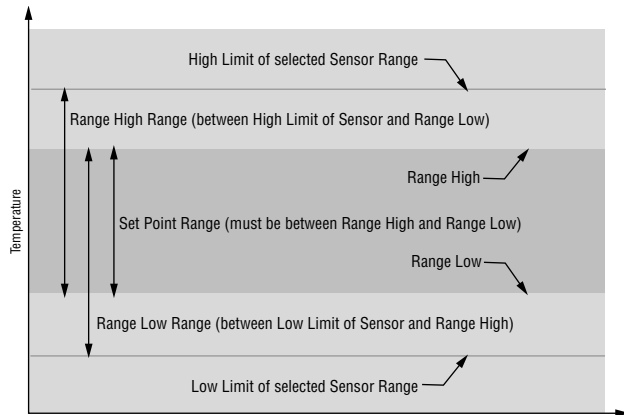 High Limit of selected Sensor Range
Range High Range (between High Limit of Sensor and Range Low)
Range High
Temperature
Set Point Range (must be between Range High and Range Low)
Range Low
Range Low Range (between Low Limit of Sensor and Range High)
Low Limit of selected Sensor Range